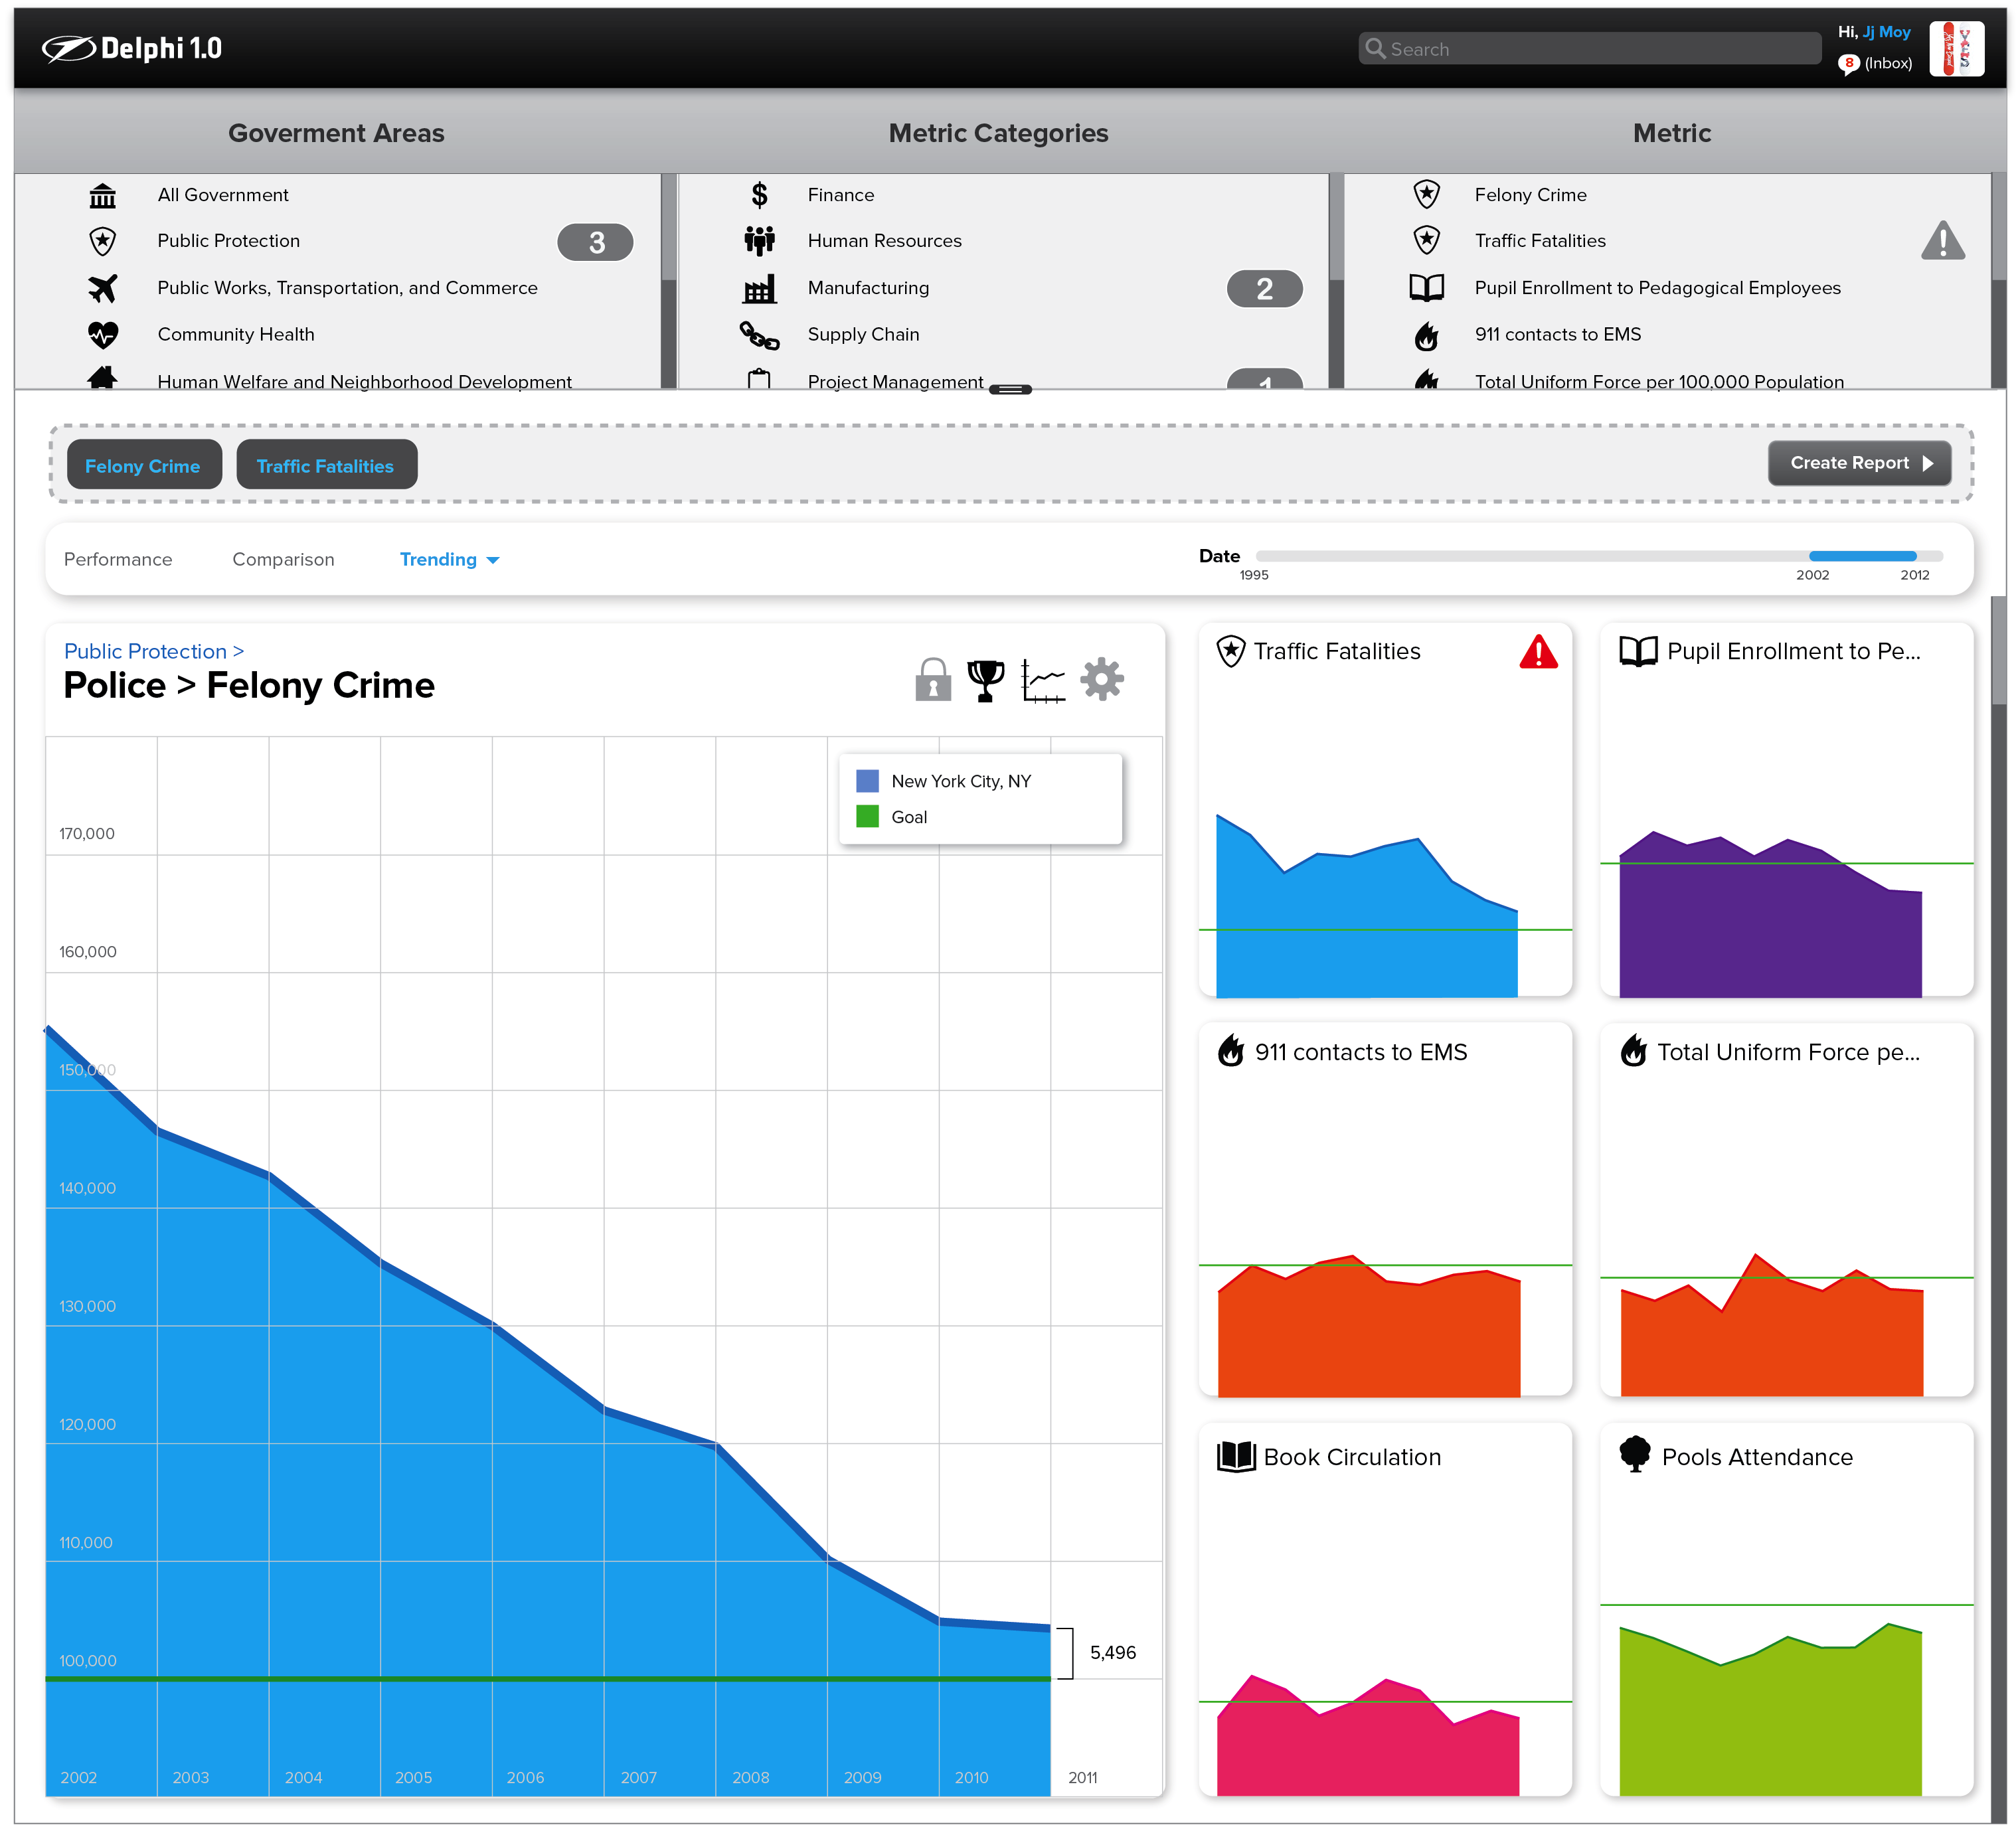 Delphi 1.0
Search
Hi, Jj Moy
8 (Inbox)
Goverment Areas
Metric Categories
Metric
All Government
Public Protection
3
Public Works, Transportation, and Commerce
Community Health
Human Welfare and Neighborhood Development
$ Finance
Human Resources
Manufacturing
2
Supply Chain
Project Management
1
Felony Crime
Traffic Fatalities
Pupil Enrollment to Pedagogical Employees
911 contacts to EMS
Total Uniform Force per 100,000 Population
Felony Crime
Traffic Fatalities
Create Report
Performance
Comparison
Trending
Date
1995
2002
2012
Public Protection >
Police > Felony Crime
New York City, NY
Goal
170,000
160,000
150,000
140,000
130,000
120,000
110,000
100,000
5,496
2002
2003
2004
2005
2006
2007
2008
2009
2010
2011
Traffic Fatalities
Pupil Enrollment to Pe...
911 contacts to EMS
Total Uniform Force pe...
Book Circulation
Pools Attendance